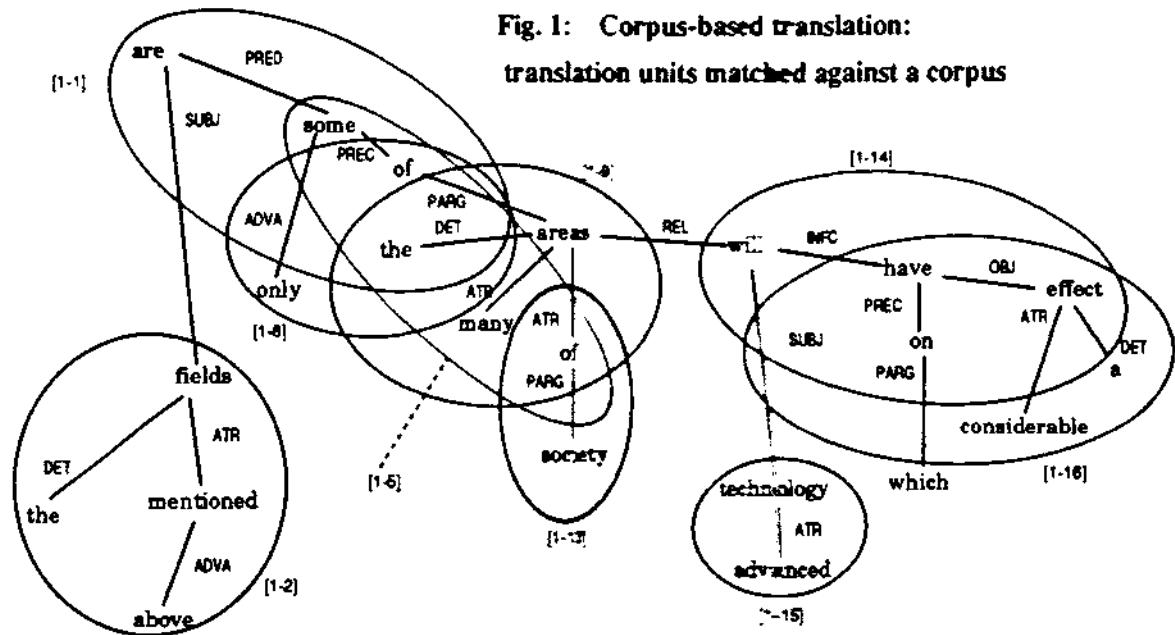 Fig. 1: Corpus-based translation:
translation units matched against a corpus
are
PRED
[1-1]
SUBJ
some
PREC
of
[1-14]
PARG
ADVA
DET
areas
REL
will
INFC
the
have
OBJ
only
ATR
effect
many
ATR
PREC
ATR
[1-8]
of
SUBJ
on
DET
fields
PARG
PARG
a
ATR
considerable
DET
society
[1-5]
[1-16]
mentioned
technology
which
the
[1-13]
ATR
ADVA
[1-2]
advanced
above
[1-15]